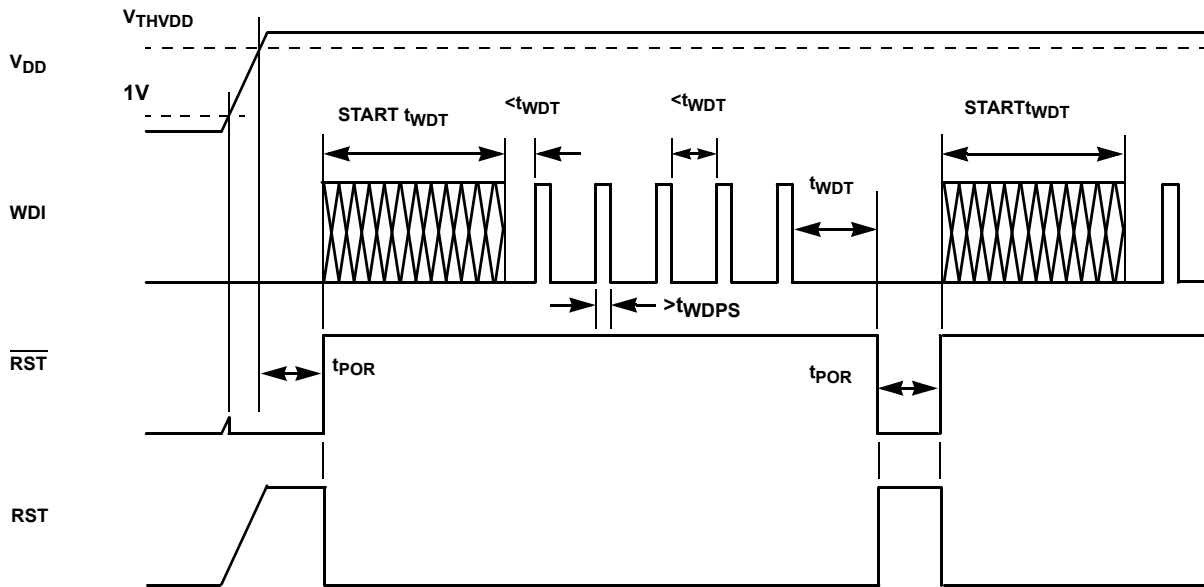 VTHVDD
VDD
1V
START tWDT
<tWDT
<tWDT
STARTtWDT
tWDT
WDI
>tWDPS
RST
tPOR
tPOR
RST